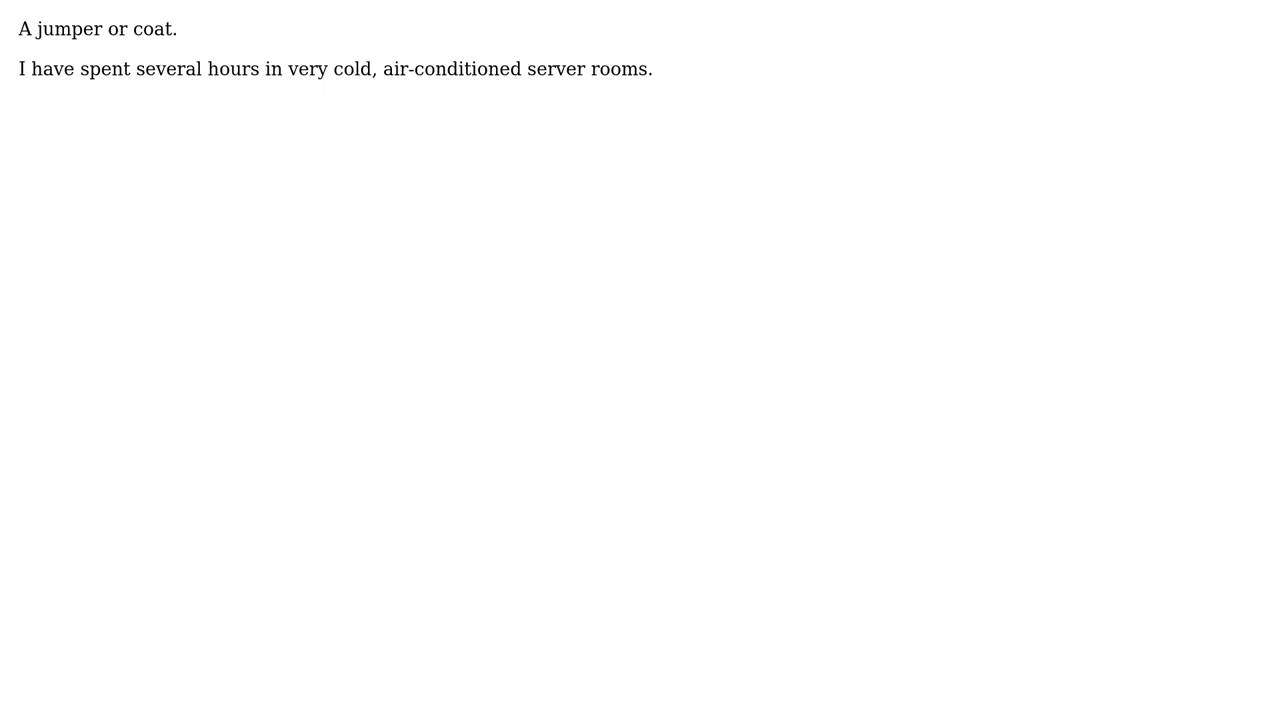 A jumper or coat.
I have spent several hours in very cold, air-conditioned server rooms.